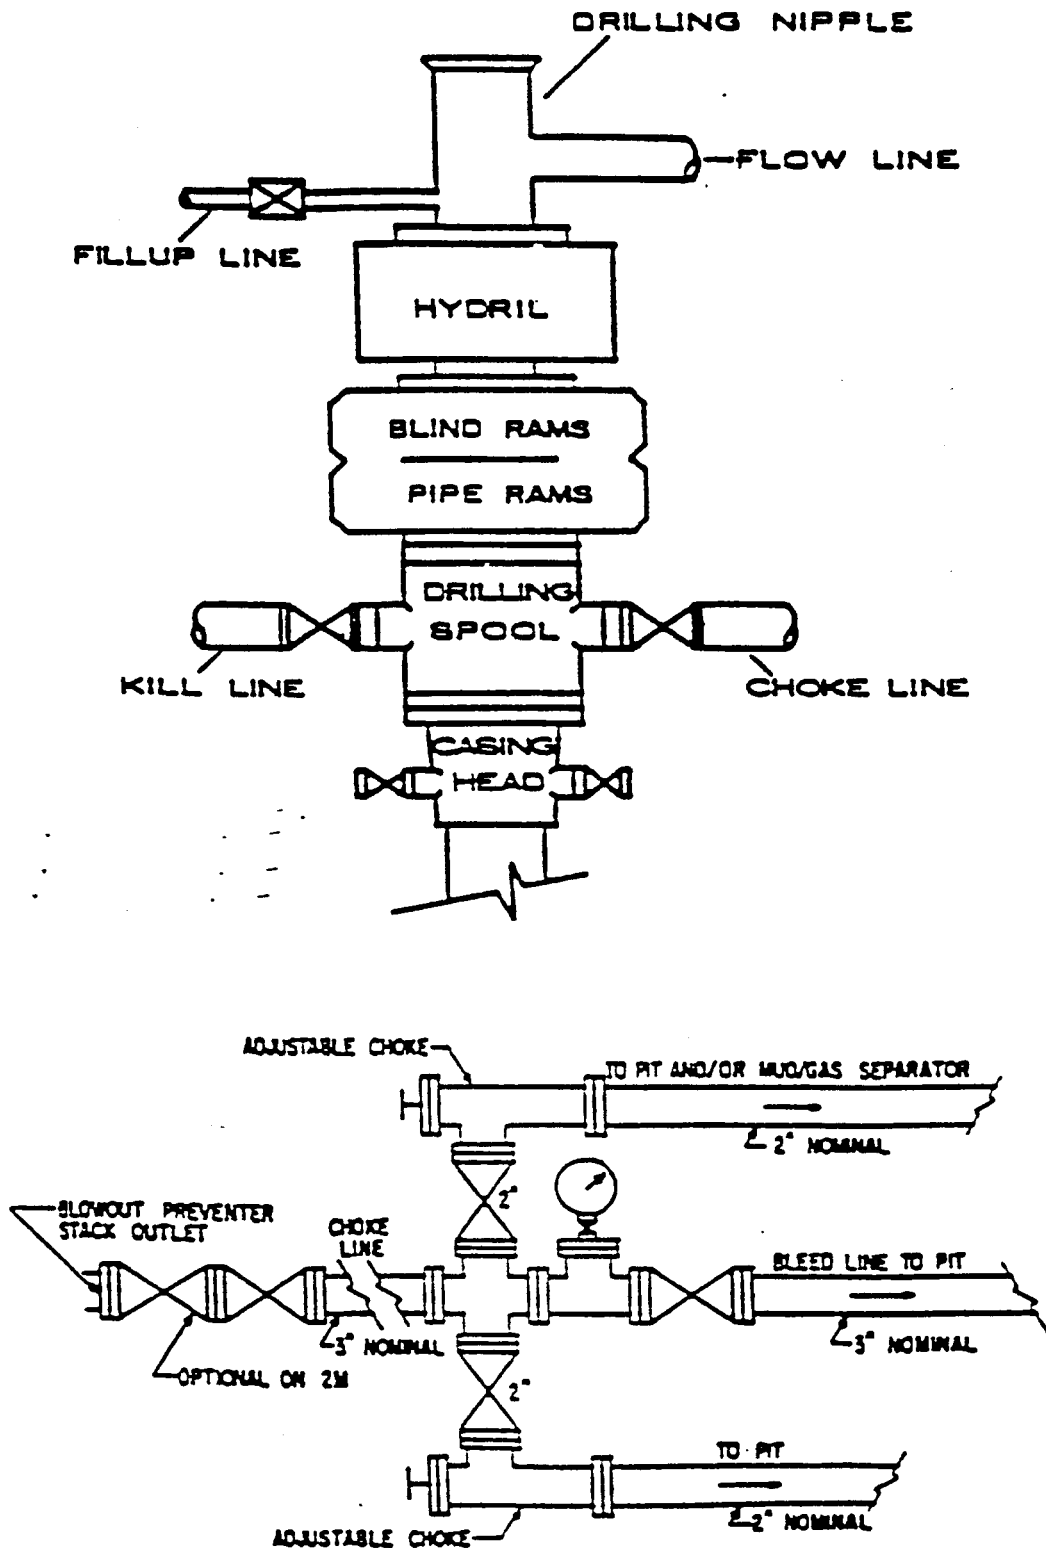 DRILLING NIPPLE
FLOW LINE
FILLUP LINE
HYDRIL
BLIND RAMS
PIPE RAMS
DRILLING
SPOOL
KILL LINE
CHOKE LINE
CASING
HEAD
ADJUSTABLE CHOKE
TO PIT AND/OR MUD/GAS SEPARATOR
2" NOMINAL
2"
BLOWOUT PREVENTER
STACK OUTLET
CHOKE
LINE
BLEED LINE TO PIT
3" NOMINAL
3" NOMINAL
OPTIONAL ON 2M
2"
TO PIT
2" NOMINAL
ADJUSTABLE CHOKE